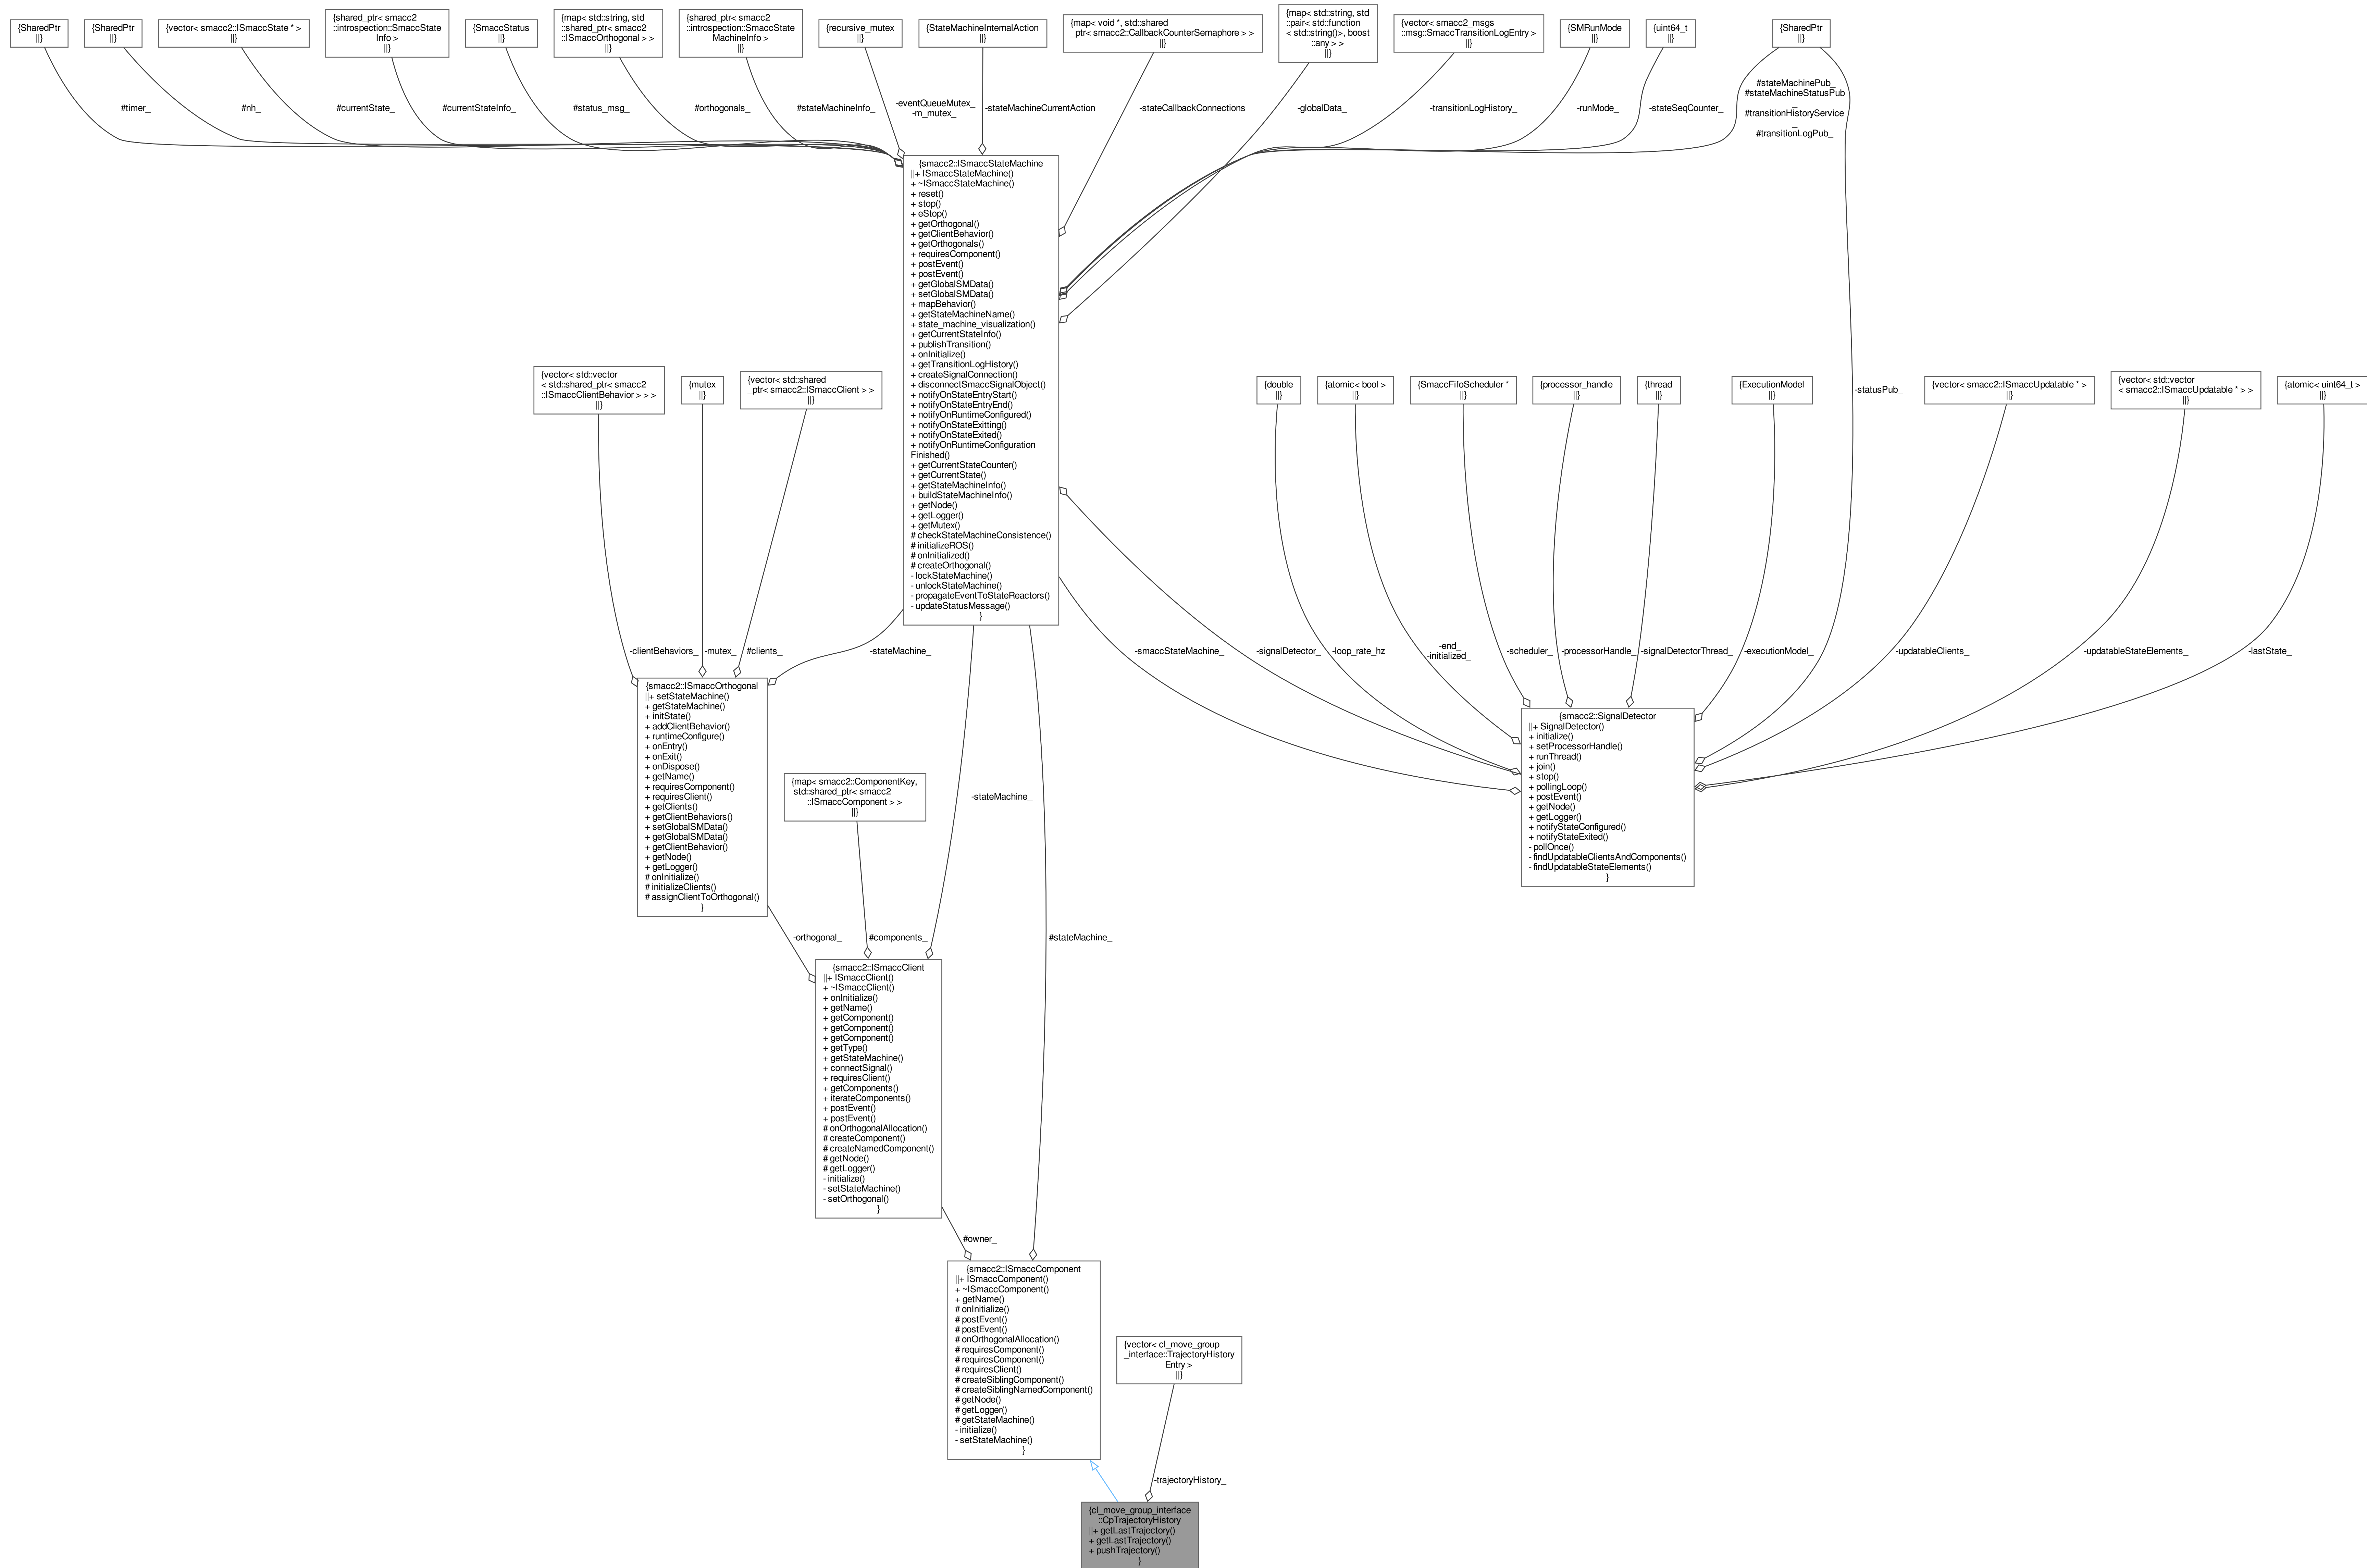 {SharedPtr
||}
{SharedPtr
||}
{vector< smacc2::ISmaccState * >
||}
{shared_ptr< smacc2
::introspection::SmaccState
Info >
||}
{SmaccStatus
||}
{map< std::string, std
::shared_ptr< smacc2
::ISmaccOrthogonal > >
||}
{shared_ptr< smacc2
::introspection::SmaccState
MachineInfo >
||}
{recursive_mutex
||}
{StateMachineInternalAction
||}
{map< void *, std::shared
_ptr< smacc2::CallbackCounterSemaphore > >
||}
{map< std::string, std
::pair< std::function
< std::string()>, boost
::any > >
||}
{vector< smacc2_msgs
::msg::SmaccTransitionLogEntry >
||}
{SMRunMode
||}
{uint64_t
||}
{SharedPtr
||}
#timer_
#nh_
#currentState_
#currentStateInfo_
#status_msg_
#orthogonals_
#stateMachineInfo_
-eventQueueMutex_
-m_mutex_
-stateMachineCurrentAction
-stateCallbackConnections
-globalData_
-transitionLogHistory_
-runMode_
-stateSeqCounter_
#stateMachinePub_
#stateMachineStatusPub
_
#transitionHistoryService
_
#transitionLogPub_
{smacc2::ISmaccStateMachine
||+ ISmaccStateMachine()
+ ~ISmaccStateMachine()
+ reset()
+ stop()
+ eStop()
+ getOrthogonal()
+ getClientBehavior()
+ getOrthogonals()
+ requiresComponent()
+ postEvent()
+ postEvent()
+ getGlobalSMData()
+ setGlobalSMData()
+ mapBehavior()
+ getStateMachineName()
+ state_machine_visualization()
+ getCurrentStateInfo()
+ publishTransition()
+ onInitialize()
+ getTransitionLogHistory()
+ createSignalConnection()
+ disconnectSmaccSignalObject()
+ notifyOnStateEntryStart()
+ notifyOnStateEntryEnd()
+ notifyOnRuntimeConfigured()
+ notifyOnStateExitting()
+ notifyOnStateExited()
+ notifyOnRuntimeConfiguration
Finished()
+ getCurrentStateCounter()
+ getCurrentState()
+ getStateMachineInfo()
+ buildStateMachineInfo()
+ getNode()
+ getLogger()
+ getMutex()
# checkStateMachineConsistence()
# initializeROS()
# onInitialized()
# createOrthogonal()
- lockStateMachine()
- unlockStateMachine()
- propagateEventToStateReactors()
- updateStatusMessage()
}
{vector< std::vector
< std::shared_ptr< smacc2
::ISmaccClientBehavior > > >
||}
{mutex
||}
{vector< std::shared
_ptr< smacc2::ISmaccClient > >
||}
{double
||}
{atomic< bool >
||}
{SmaccFifoScheduler *
||}
{processor_handle
||}
{thread
||}
{ExecutionModel
||}
-statusPub_
{vector< smacc2::ISmaccUpdatable * >
||}
{vector< std::vector
< smacc2::ISmaccUpdatable * > >
||}
{atomic< uint64_t >
||}
-clientBehaviors_
-mutex_
#clients_
-stateMachine_
-smaccStateMachine_
-signalDetector_
-loop_rate_hz
-end_
-initialized_
-scheduler_
-processorHandle_
-signalDetectorThread_
-executionModel_
-updatableClients_
-updatableStateElements_
-lastState_
{smacc2::ISmaccOrthogonal
||+ setStateMachine()
+ getStateMachine()
+ initState()
+ addClientBehavior()
+ runtimeConfigure()
+ onEntry()
+ onExit()
+ onDispose()
+ getName()
+ requiresComponent()
+ requiresClient()
+ getClients()
+ getClientBehaviors()
+ setGlobalSMData()
+ getGlobalSMData()
+ getClientBehavior()
+ getNode()
+ getLogger()
# onInitialize()
# initializeClients()
# assignClientToOrthogonal()
}
{smacc2::SignalDetector
||+ SignalDetector()
+ initialize()
+ setProcessorHandle()
+ runThread()
+ join()
+ stop()
+ pollingLoop()
+ postEvent()
+ getNode()
+ getLogger()
+ notifyStateConfigured()
+ notifyStateExited()
- pollOnce()
- findUpdatableClientsAndComponents()
- findUpdatableStateElements()
}
{map< smacc2::ComponentKey,
std::shared_ptr< smacc2
::ISmaccComponent > >
||}
-stateMachine_
-orthogonal_
#components_
#stateMachine_
{smacc2::ISmaccClient
||+ ISmaccClient()
+ ~ISmaccClient()
+ onInitialize()
+ getName()
+ getComponent()
+ getComponent()
+ getComponent()
+ getType()
+ getStateMachine()
+ connectSignal()
+ requiresClient()
+ getComponents()
+ iterateComponents()
+ postEvent()
+ postEvent()
# onOrthogonalAllocation()
# createComponent()
# createNamedComponent()
# getNode()
# getLogger()
- initialize()
- setStateMachine()
- setOrthogonal()
}
#owner_
{smacc2::ISmaccComponent
||+ ISmaccComponent()
+ ~ISmaccComponent()
+ getName()
# onInitialize()
# postEvent()
# postEvent()
# onOrthogonalAllocation()
# requiresComponent()
# requiresComponent()
# requiresClient()
# createSiblingComponent()
# createSiblingNamedComponent()
# getNode()
# getLogger()
# getStateMachine()
- initialize()
- setStateMachine()
}
{vector< cl_move_group
_interface::TrajectoryHistory
Entry >
||}
-trajectoryHistory_
{cl_move_group_interface
::CpTrajectoryHistory
||+ getLastTrajectory()
+ getLastTrajectory()
+ pushTrajectory()
}